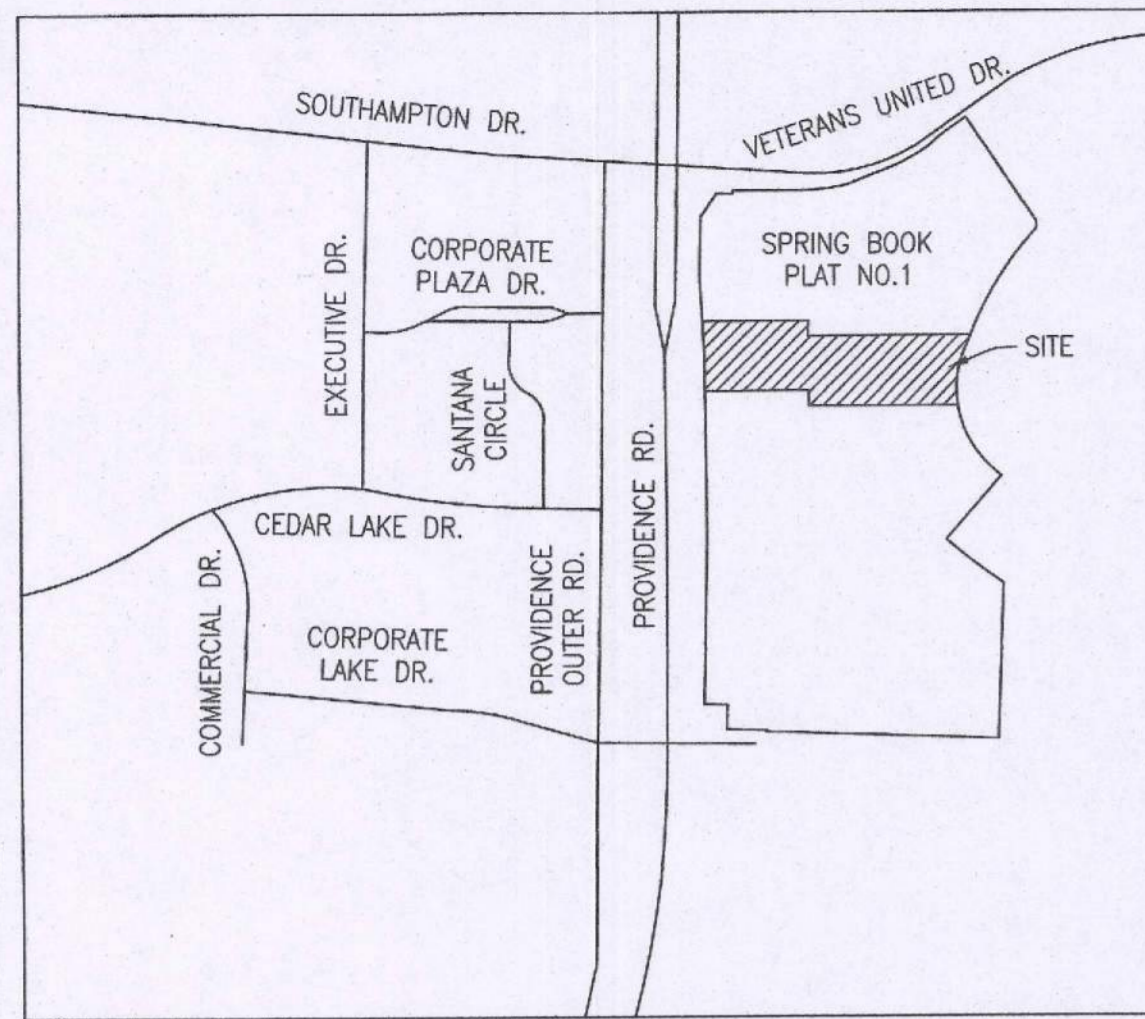 SOUTHAMPTON DR.
VETERANS UNITED DR.
EXECUTIVE DR.
CORPORATE
PLAZA DR.
SPRING BOOK
PLAT NO.1
SITE
SANTANA
CIRCLE
PROVIDENCE RD.
CEDAR LAKE DR.
COMMERCIAL DR.
CORPORATE
LAKE DR.
PROVIDENCE
OUTER RD.